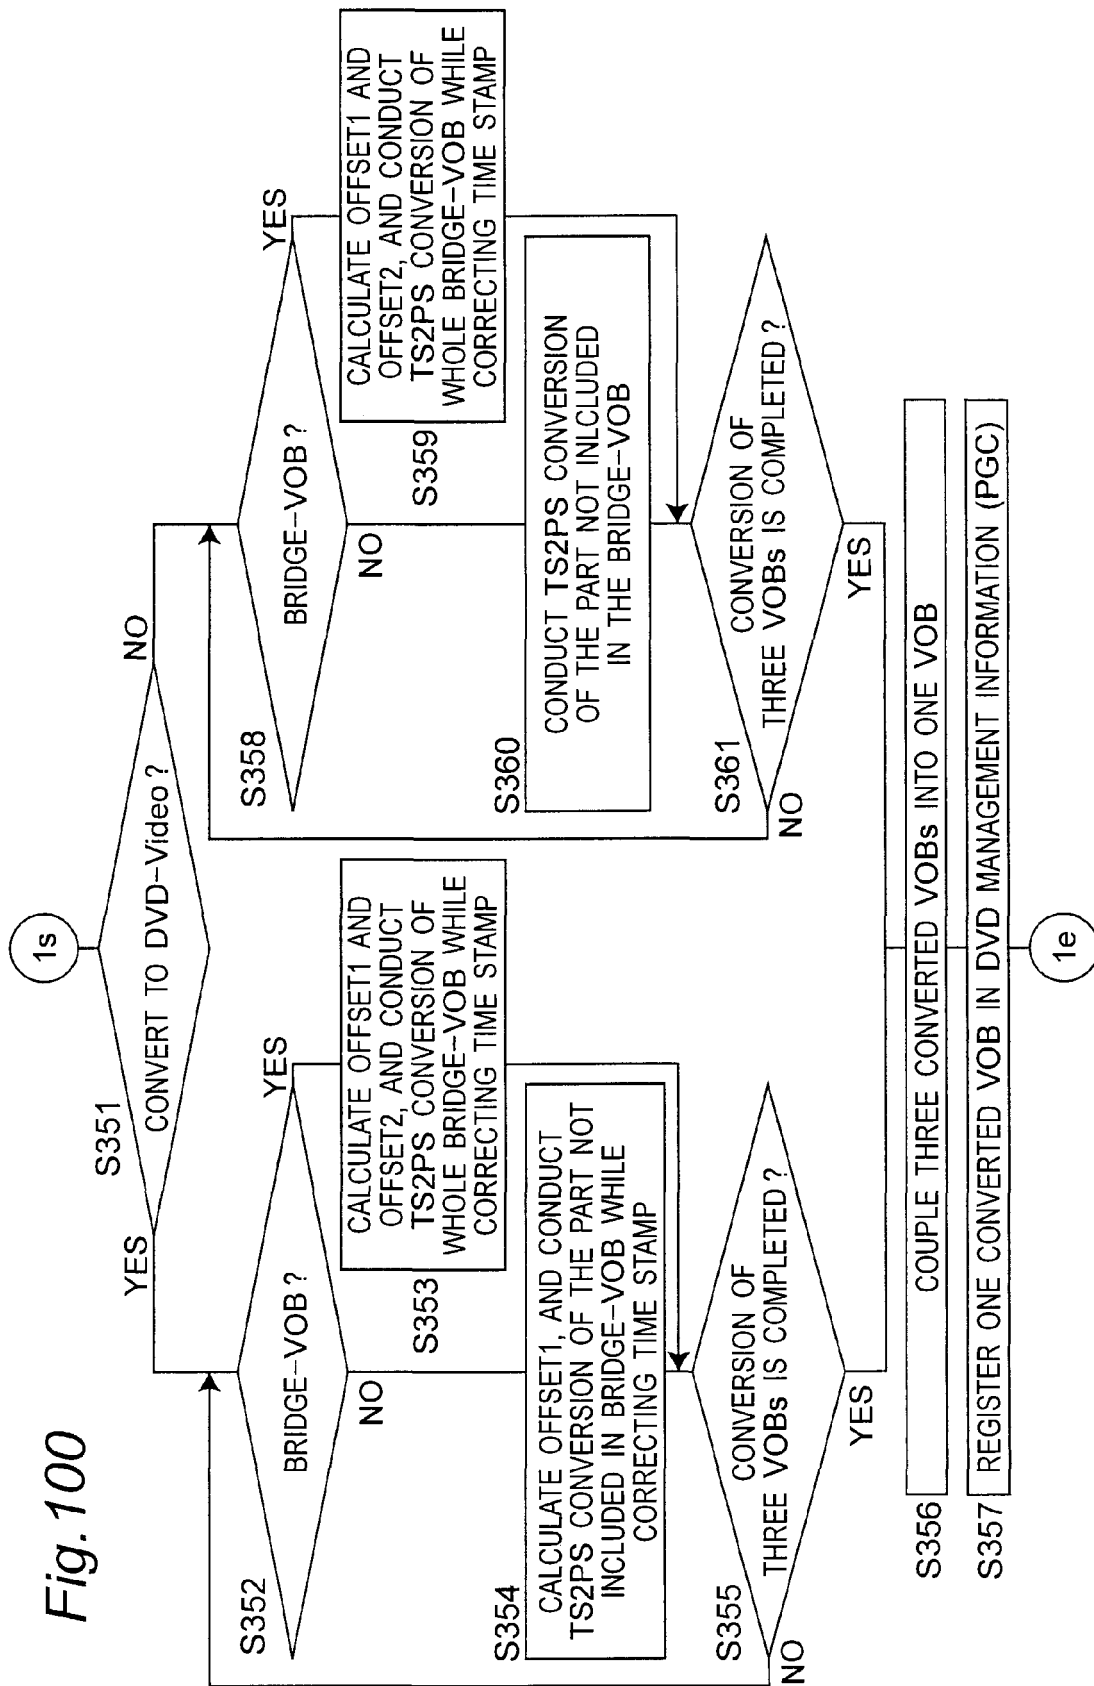 Fig.100
1s
S351
CONVERT TO DVD-Video?
YES
NO
S352
BRIDGE-VOB?
YES
NO
S353
CALCULATE OFFSET1 AND
OFFSET2, AND CONDUCT
TS2PS CONVERSION OF
WHOLE BRIDGE-VOB WHILE
CORRECTING TIME STAMP
S354
CALCULATE OFFSET1, AND CONDUCT
TS2PS CONVERSION OF THE PART NOT
INCLUDED IN BRIDGE-VOB WHILE
CORRECTING TIME STAMP
S355
CONVERSION OF
THREE VOBs IS COMPLETED?
NO
YES
S358
BRIDGE-VOB?
YES
NO
S359
CALCULATE OFFSET1 AND
OFFSET2, AND CONDUCT
TS2PS CONVERSION OF
WHOLE BRIDGE-VOB WHILE
CORRECTING TIME STAMP
S360
CONDUCT TS2PS CONVERSION
OF THE PART NOT INLCLUDED
IN THE BRIDGE-VOB
S361
CONVERSION OF
THREE VOBs IS COMPLETED?
NO
YES
S356
COUPLE THREE CONVERTED VOBs INTO ONE VOB
S357
REGISTER ONE CONVERTED VOB IN DVD MANAGEMENT INFORMATION (PGC)
1e